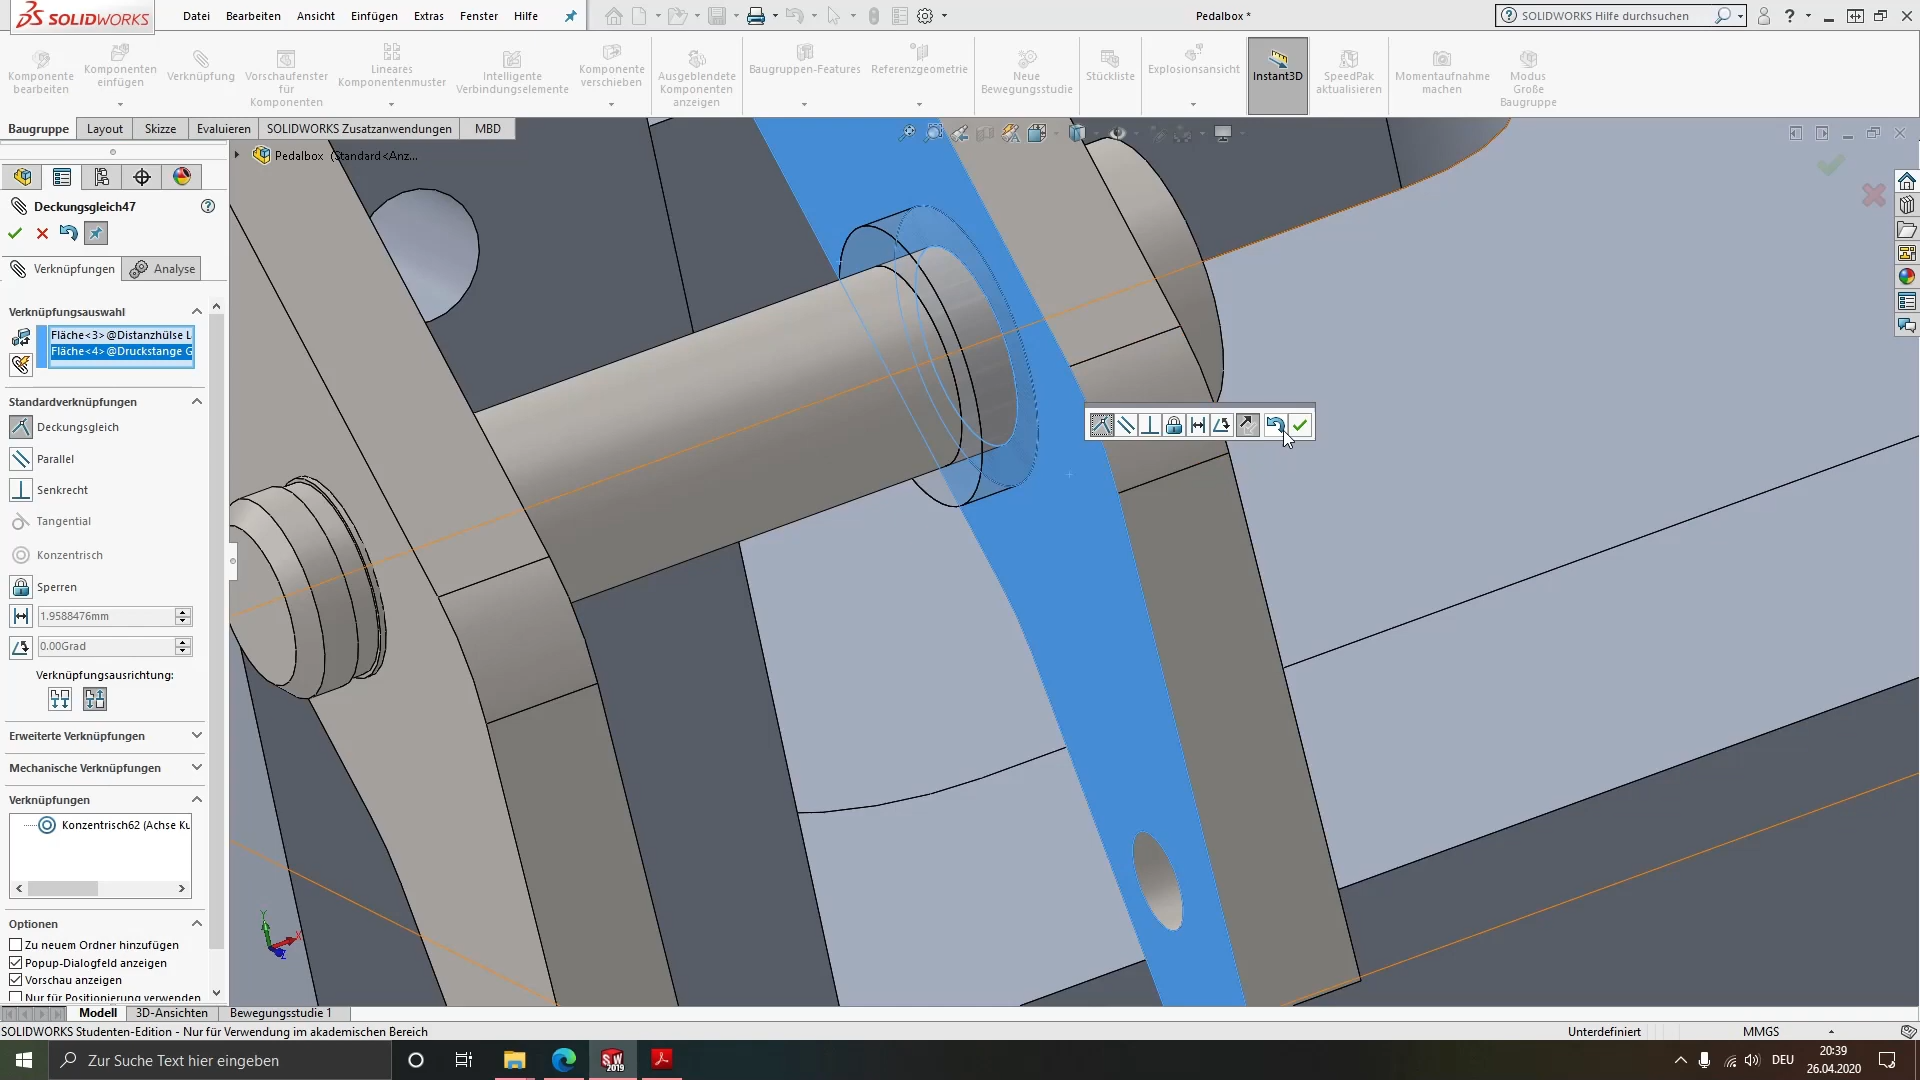 SOLIDWORKS
Datei Bearbeiten Ansicht Einfügen Extras Fenster Hilfe
Pedalbox *
SOLIDWORKS Hilfe durchsuchen
Komponente bearbeiten
Komponenten einfügen
Verknüpfung
Vorschaufenster für Komponenten
Lineares Komponentenmuster
Intelligente Verbindungselemente
Komponente verschieben
Ausgeblendete Komponenten anzeigen
Baugruppen-Features
Referenzgeometrie
Neue Bewegungsstudie
Stückliste
Explosionsansicht
Instant3D
SpeedPak aktualisieren
Momentaufnahme machen
Modus Große Baugruppe
Baugruppe Layout Skizze Evaluieren SOLIDWORKS Zusatzanwendungen MBD
Pedalbox (Standard<Anz...
Deckungsgleich47
Verknüpfungen Analyse
Verknüpfungsauswahl
Fläche<3>@Distanzhülse L
Fläche<4>@Druckstange G
Standardverknüpfungen
Deckungsgleich
Parallel
Senkrecht
Tangential
Konzentrisch
Sperren
1.9588476mm
0.00Grad
Verknüpfungsausrichtung:
Erweiterte Verknüpfungen
Mechanische Verknüpfungen
Verknüpfungen
Konzentrisch62 (Achse Ku
Optionen
Zu neuem Ordner hinzufügen
Popup-Dialogfeld anzeigen
Vorschau anzeigen
Nur für Positionierung verwenden
Y
X
Z
Modell 3D-Ansichten Bewegungsstudie 1
SOLIDWORKS Studenten-Edition - Nur für Verwendung im akademischen Bereich
Unterdefiniert MMGS
Zur Suche Text hier eingeben
SW 2019
DEU
20:39
26.04.2020